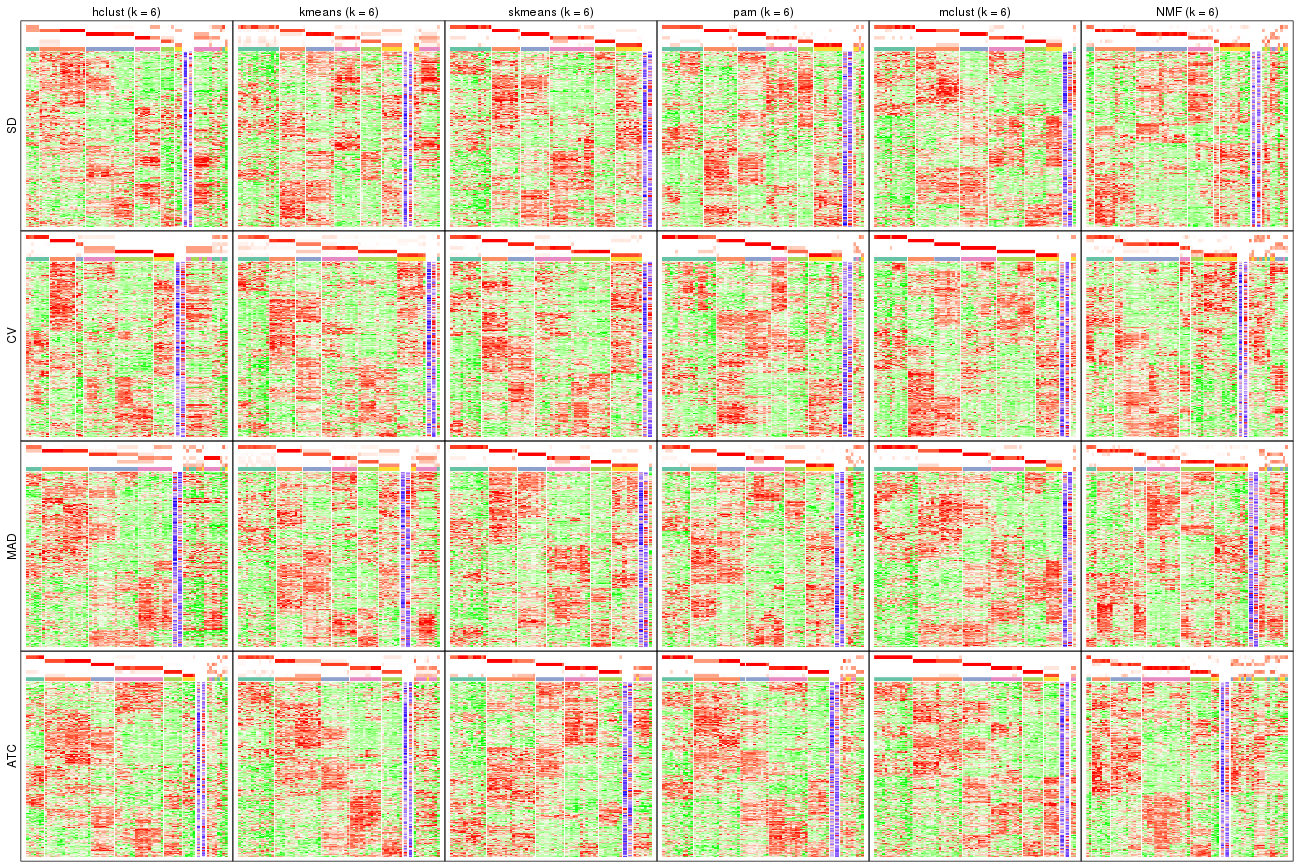 hclust (k = 6) kmeans (k = 6) skmeans (k = 6) pam (k = 6) mclust (k = 6) NMF (k = 6)
SD
CV
MAD
ATC